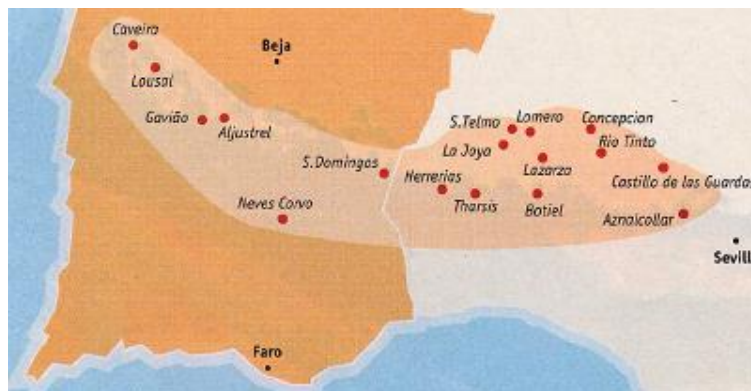 Caveira
Beja
Lousal
Gavião
Aljustrel
S.Telmo
Lomero
Concepcion
La Joya
Rio Tinto
S.Domingos
Lazarza
Herrerias
Castillo de las Guardas
Tharsis
Botiel
Neves Corvo
Aznalcollar
Sevill
Faro